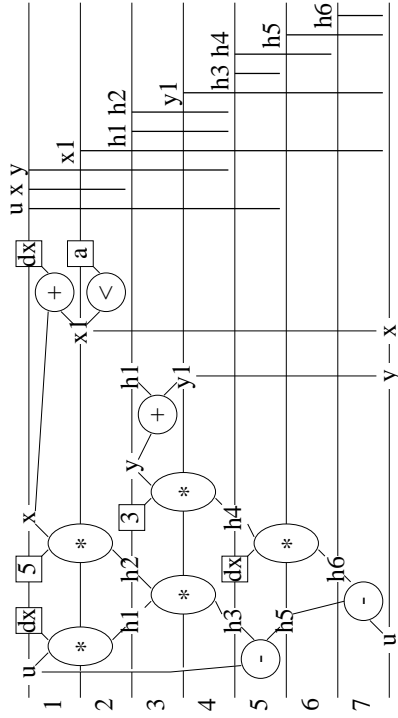 u x y
u dx 5 x dx
1 +
x1
* * x1 a
2 <
h1 h2
h1 h2 3 y h1
3 +
y1
* * y1
4
h3 h4
h3 dx h4
5 -
h5
h5 *
6
h6
h6
7 -
u y x